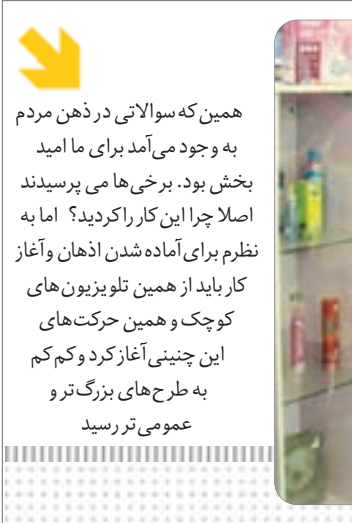 همین که سوالاتی در ذهن مردم
به وجود می‌آمد برای ما امید
بخش بود. برخی‌ها می پرسیدند
اصلا چرا این کار را کردید؟ اما به
نظرم برای آماده شدن اذهان و آغاز
کار باید از همین تلویزیون‌های
کوچک و همین حرکت‌های
این چنینی آغاز کرد و کم کم
به طرح‌های بزرگ‌تر و
عمومی‌تر رسید